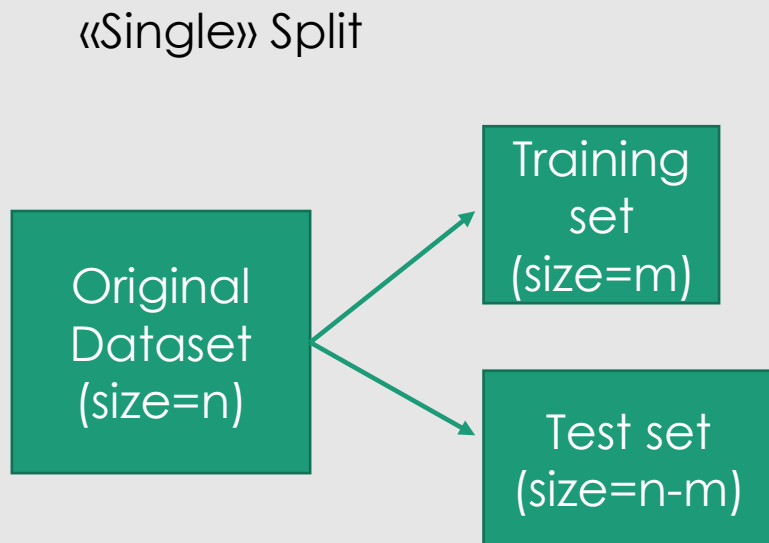 «Single» Split
Original
Dataset
(size=n)
Training
set
(size=m)
Test set
(size=n-m)